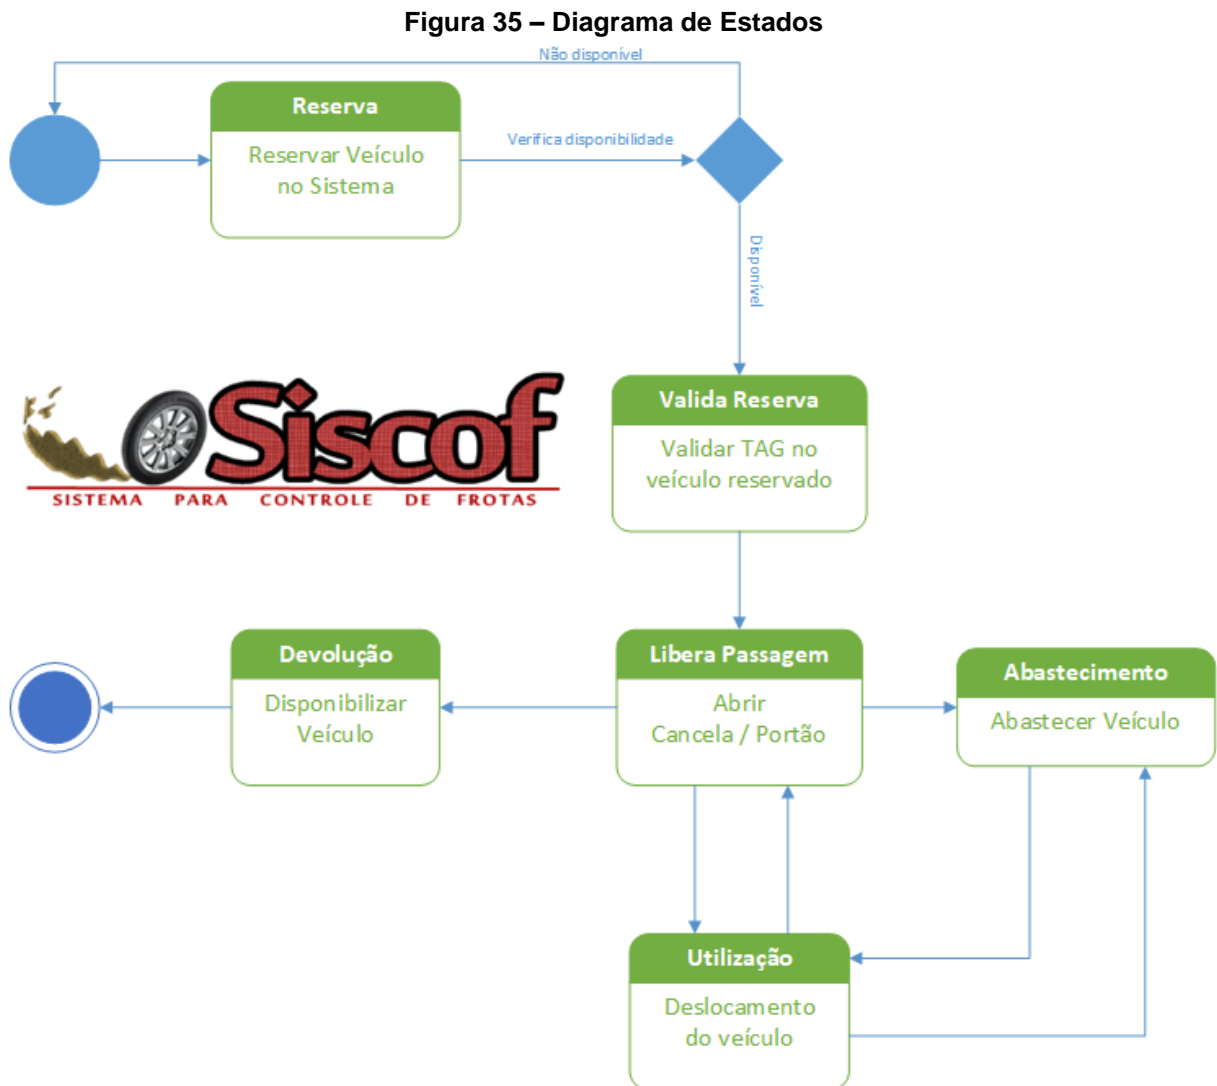 Figura 35 – Diagrama de Estados
Não disponível
Reserva
Reservar Veículo
no Sistema
Verifica disponibilidade
Disponível
Siscof
SISTEMA PARA CONTROLE DE FROTAS
Valida Reserva
Validar TAG no
veículo reservado
Devolução
Disponibilizar
Veículo
Libera Passagem
Abrir
Cancela / Portão
Abastecimento
Abastecer Veículo
Utilização
Deslocamento
do veículo